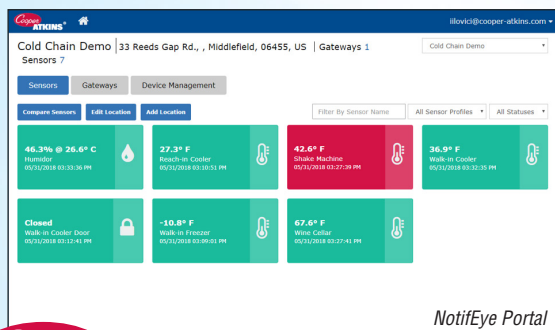 Cooper ATKINS
iilovici@cooper-atkins.com
Cold Chain Demo | 33 Reeds Gap Rd., , Middlefield, 06455, US | Gateways 1
Sensors 7
Cold Chain Demo
Sensors Gateways Device Management
Compare Sensors Edit Location Add Location Filter By Sensor Name All Sensor Profiles All Statuses
46.3% @ 26.6° C
Humidor
05/31/2018 03:33:36 PM
27.3° F
Reach-in Cooler
05/31/2018 03:10:51 PM
42.6° F
Shake Machine
05/31/2018 03:27:39 PM
36.9° F
Walk-in Cooler
05/31/2018 03:32:35 PM
Closed
Walk-in Cooler Door
05/31/2018 03:12:41 PM
-10.8° F
Walk-in Freezer
05/31/2018 03:09:01 PM
67.6° F
Wine Cellar
05/31/2018 03:27:41 PM
NotifEye Portal